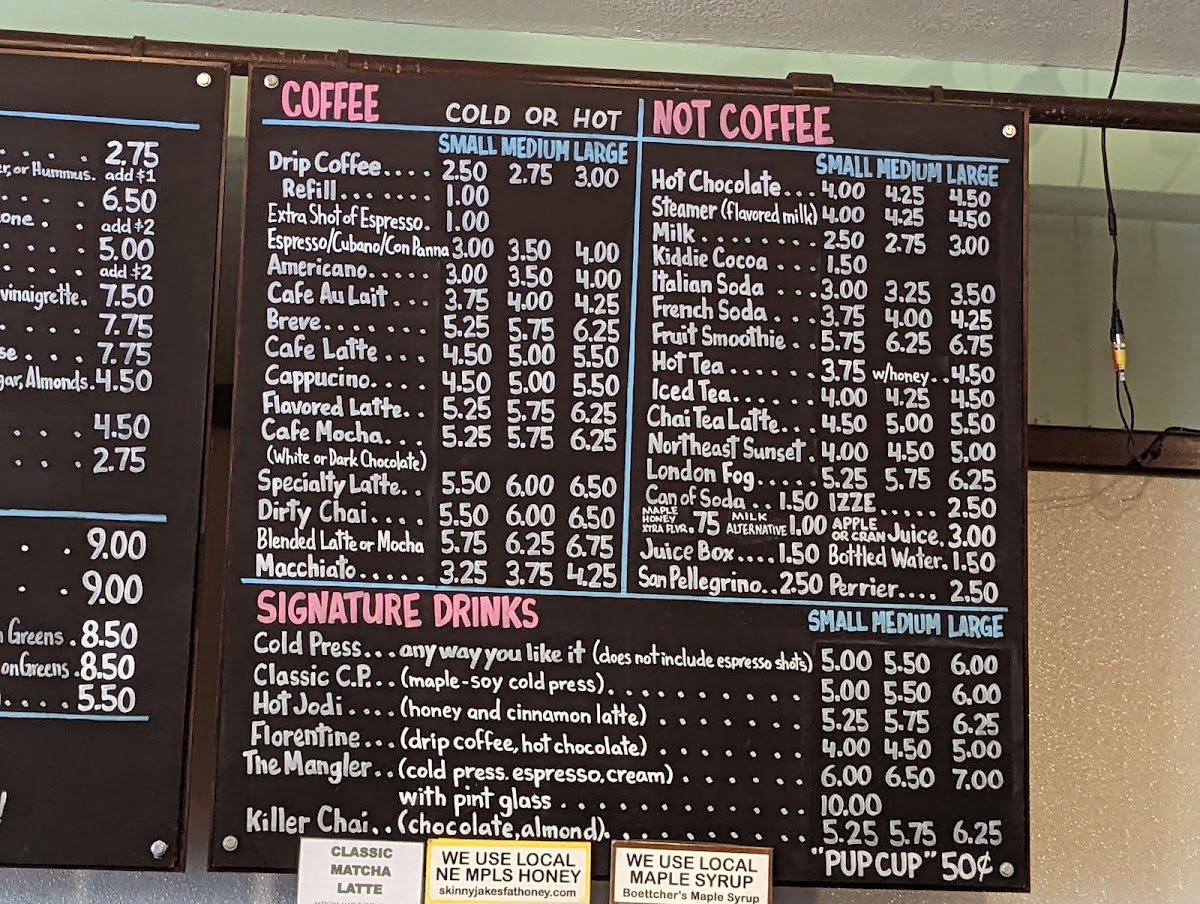 . . . . 2.75
er, or Hummus. add $1
. . . . 6.50
one . . add $2
. . . . 5.00
. . . . add $2
vinaigrette. 7.50
. . . . 7.75
se . . . 7.75
gar, Almonds. 4.50
. . . 4.50
. . . 2.75
. . 9.00
. . 9.00
n Greens . 8.50
on Greens . 8.50
. . . . 5.50
COFFEE COLD OR HOT
SMALL MEDIUM LARGE
Drip Coffee.... 2.50 2.75 3.00
Refill...... 1.00
Extra Shot of Espresso. 1.00
Espresso/Cubano/Con Panna 3.00 3.50 4.00
Americano..... 3.00 3.50 4.00
Cafe Au Lait ... 3.75 4.00 4.25
Breve....... 5.25 5.75 6.25
Cafe Latte .... 4.50 5.00 5.50
Cappucino.... 4.50 5.00 5.50
Flavored Latte.. 5.25 5.75 6.25
Cafe Mocha... 5.25 5.75 6.25
(White or Dark Chocolate)
Specialty Latte.. 5.50 6.00 6.50
Dirty Chai.... 5.50 6.00 6.50
Blended Latte or Mocha 5.75 6.25 6.75
Macchiato..... 3.25 3.75 4.25
NOT COFFEE
SMALL MEDIUM LARGE
Hot Chocolate... 4.00 4.25 4.50
Steamer (flavored milk) 4.00 4.25 4.50
Milk........ 2.50 2.75 3.00
Kiddie Cocoa ... 1.50
Italian Soda ... 3.00 3.25 3.50
French Soda.... 3.75 4.00 4.25
Fruit Smoothie .. 5.75 6.25 6.75
Hot Tea...... 3.75 w/honey.. 4.50
Iced Tea...... 4.00 4.25 4.50
Chai Tea Latte... 4.50 5.00 5.50
Northeast Sunset. 4.00 4.50 5.00
London Fog..... 5.25 5.75 6.25
Can of Soda... 1.50 IZZE..... 2.50
MAPLE HONEY XTRA FLVR. .75 MILK ALTERNATIVE 1.00 APPLE OR CRAN Juice. 3.00
Juice Box.... 1.50 Bottled Water. 1.50
San Pellegrino.. 2.50 Perrier.... 2.50
SIGNATURE DRINKS SMALL MEDIUM LARGE
Cold Press... any way you like it (does not include espresso shots) 5.00 5.50 6.00
Classic C.P... (maple-soy cold press)......... 5.00 5.50 6.00
Hot Jodi.... (honey and cinnamon latte) ....... 5.25 5.75 6.25
Florentine... (drip coffee, hot chocolate) ....... 4.00 4.50 5.00
The Mangler.. (cold press. espresso, cream) ...... 6.00 6.50 7.00
with pint glass ........... 10.00
Killer Chai.. (chocolate, almond)......... 5.25 5.75 6.25
"PUP CUP" 50¢
CLASSIC
MATCHA
LATTE
WE USE LOCAL
NE MPLS HONEY
skinnyjakesfathoney.com
WE USE LOCAL
MAPLE SYRUP
Boettcher's Maple Syrup